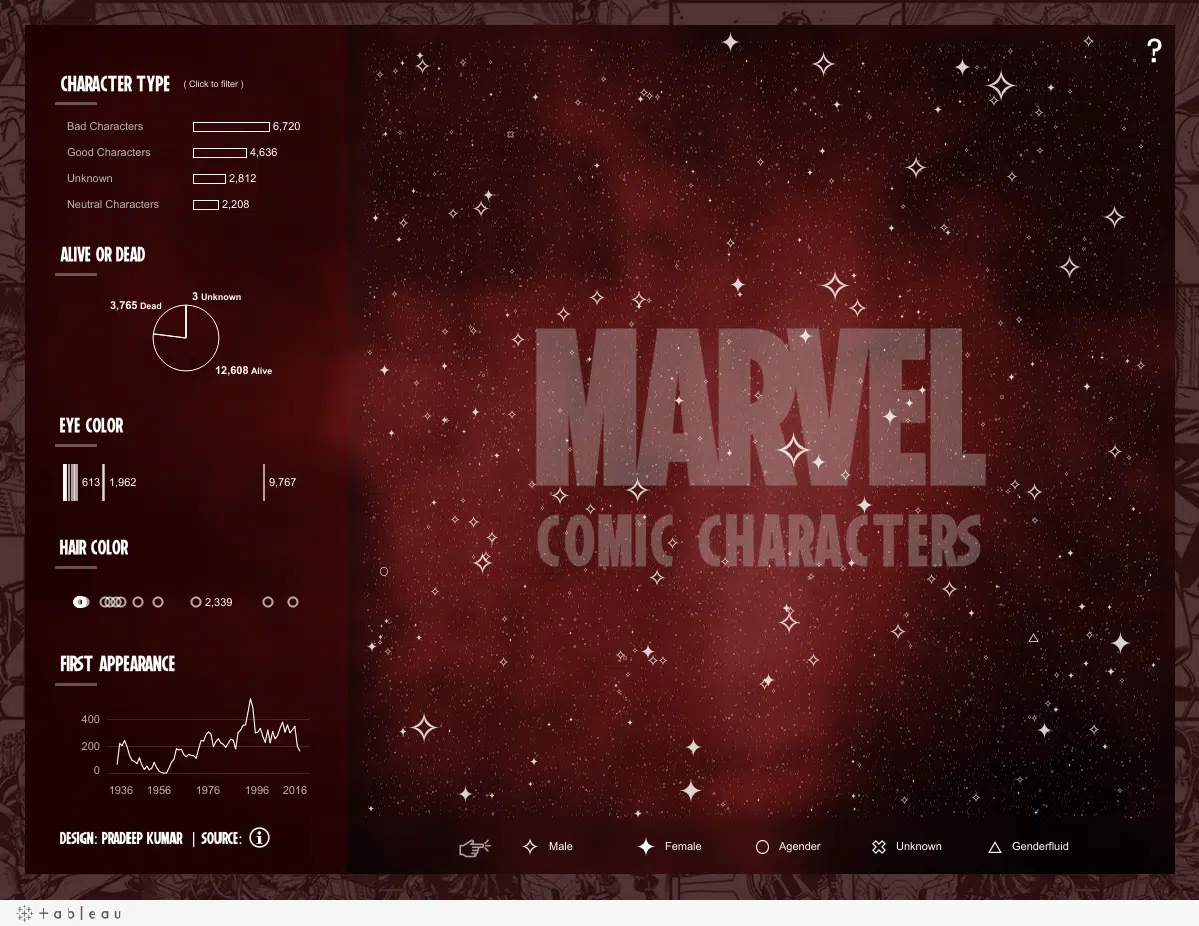 ?
CHARACTER TYPE ( Click to filter )
Bad Characters 6,720
Good Characters 4,636
Unknown 2,812
Neutral Characters 2,208
ALIVE OR DEAD
3 Unknown
3,765 Dead
12,608 Alive
EYE COLOR
613 1,962 9,767
HAIR COLOR
2,339
FIRST APPEARANCE
400
200
0
1936 1956 1976 1996 2016
DESIGN: PRADEEP KUMAR | SOURCE: i
MARVEL
COMIC CHARACTERS
Male Female Agender Unknown Genderfluid
+ a b l e a u